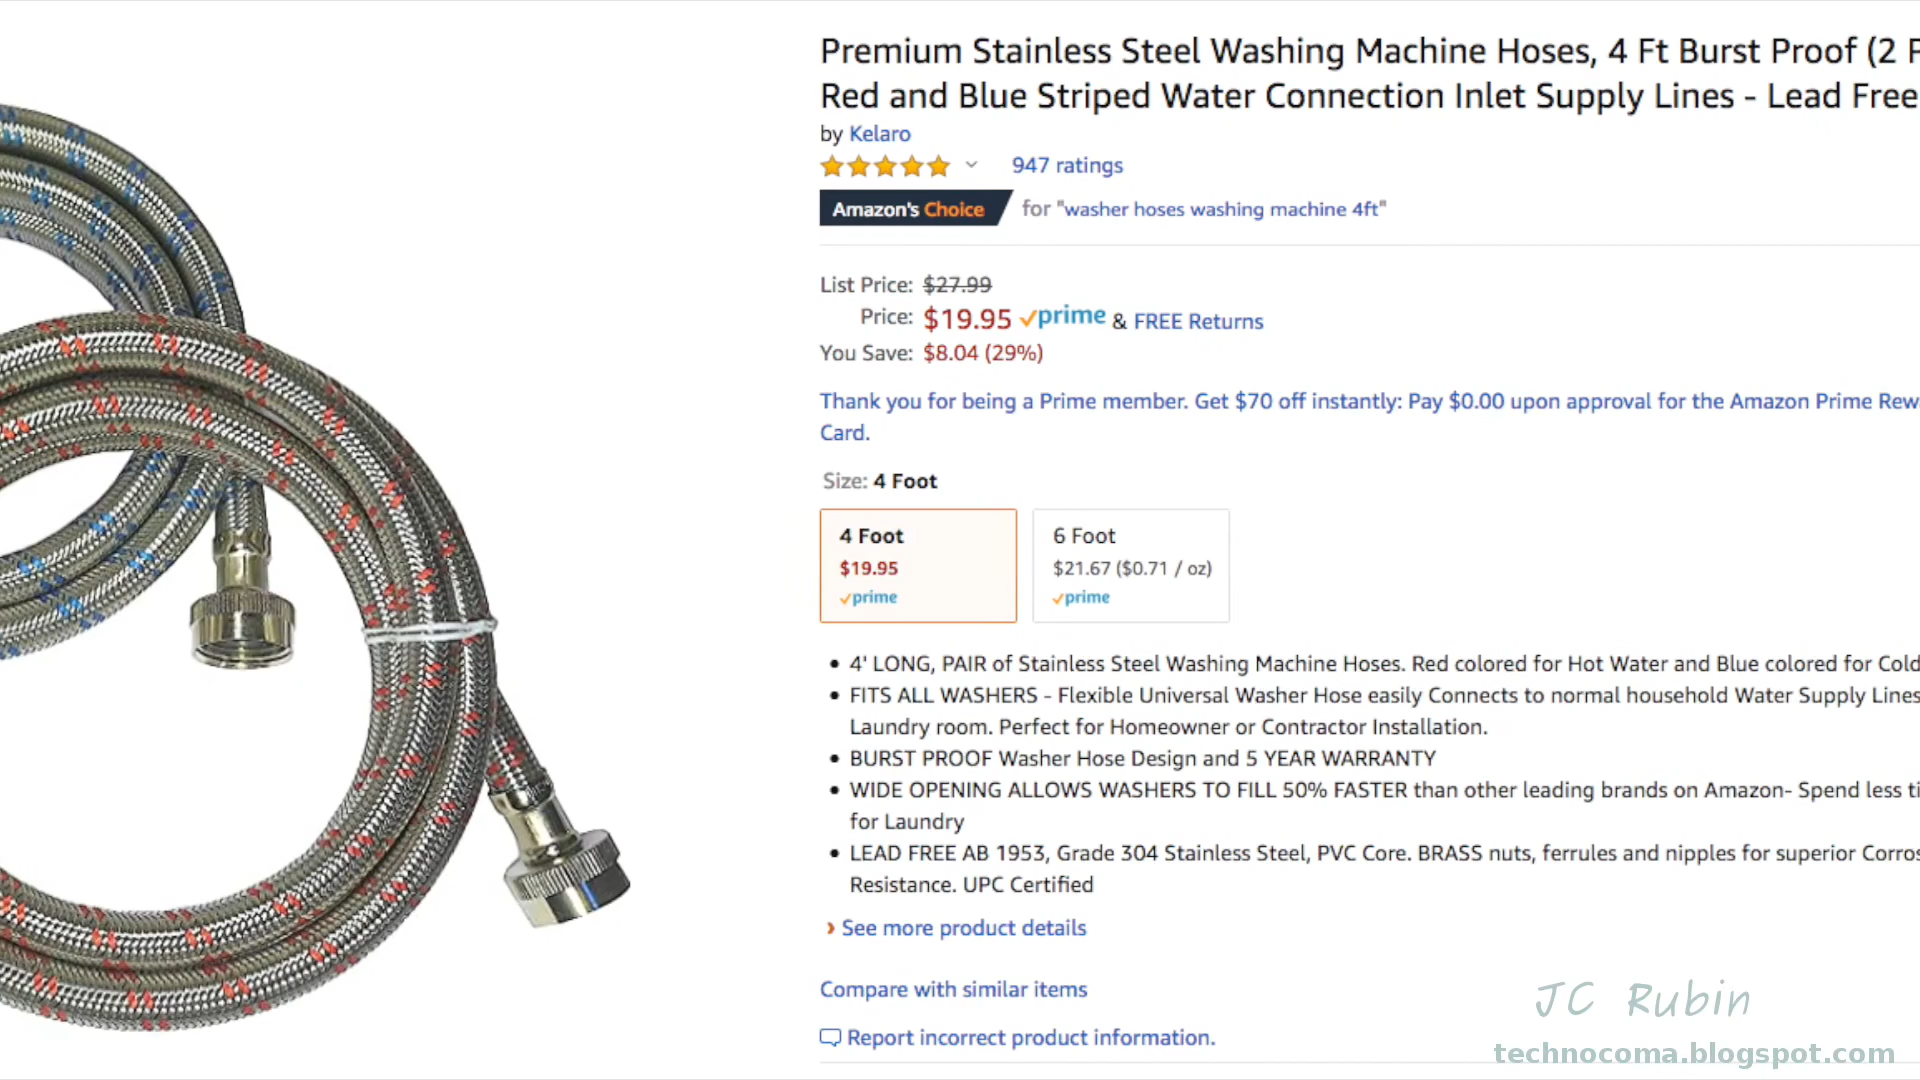 Premium Stainless Steel Washing Machine Hoses, 4 Ft Burst Proof (2
Red and Blue Striped Water Connection Inlet Supply Lines - Lead Free
by Kelaro
947 ratings
Amazon's Choice for "washer hoses washing machine 4ft"
List Price: $27.99
Price: $19.95 prime & FREE Returns
You Save: $8.04 (29%)
Thank you for being a Prime member. Get $70 off instantly: Pay $0.00 upon approval for the Amazon Prime
Card.
Size: 4 Foot
4 Foot
$19.95
prime
6 Foot
$21.67 ($0.71 / oz)
prime
• 4' LONG, PAIR of Stainless Steel Washing Machine Hoses. Red colored for Hot Water and Blue colored for Cold
• FITS ALL WASHERS - Flexible Universal Washer Hose easily Connects to normal household Water Supply Lines
Laundry room. Perfect for Homeowner or Contractor Installation.
• BURST PROOF Washer Hose Design and 5 YEAR WARRANTY
• WIDE OPENING ALLOWS WASHERS TO FILL 50% FASTER than other leading brands on Amazon- Spend less
for Laundry
• LEAD FREE AB 1953, Grade 304 Stainless Steel, PVC Core. BRASS nuts, ferrules and nipples for superior
Resistance. UPC Certified
› See more product details
Compare with similar items
Report incorrect product information.
JC Rubin
technocoma.blogspot.com